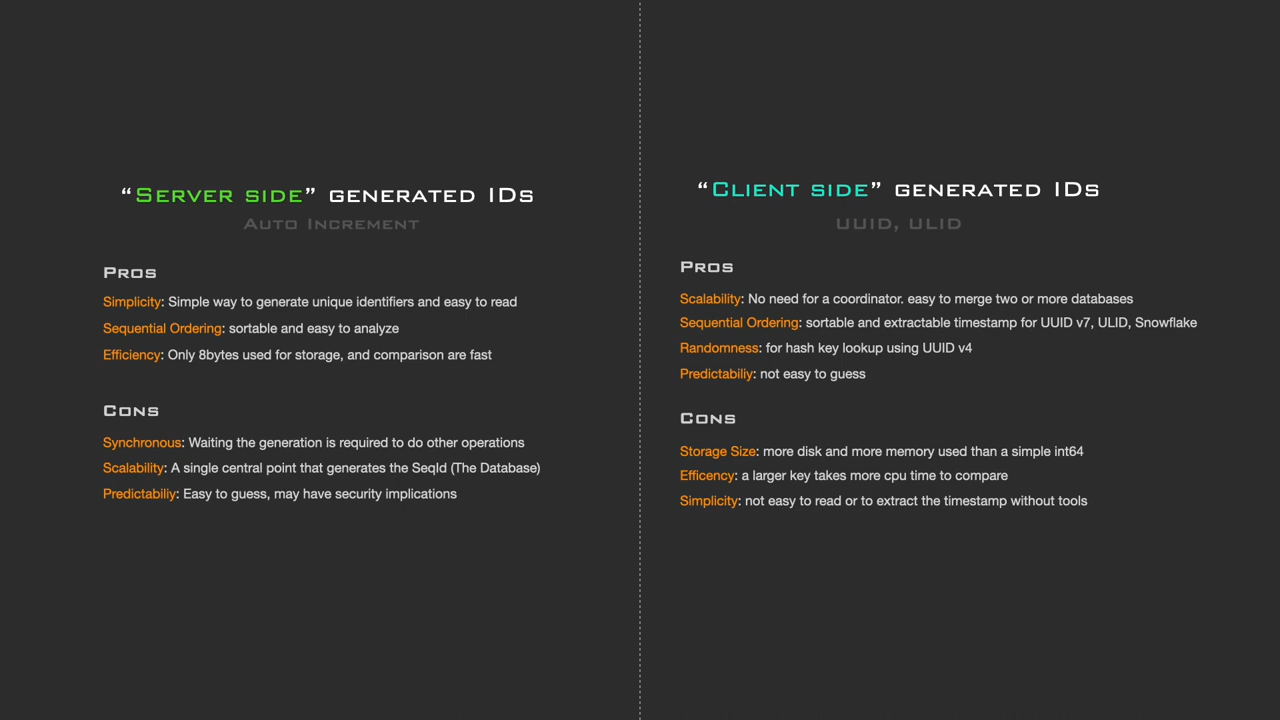 “Server side” generated IDs
Auto Increment
Pros
Simplicity: Simple way to generate unique identifiers and easy to read
Sequential Ordering: sortable and easy to analyze
Efficiency: Only 8bytes used for storage, and comparison are fast
Cons
Synchronous: Waiting the generation is required to do other operations
Scalability: A single central point that generates the SeqId (The Database)
Predictabiliy: Easy to guess, may have security implications
“Client side” generated IDs
UUID, ULID
Pros
Scalability: No need for a coordinator. easy to merge two or more databases
Sequential Ordering: sortable and extractable timestamp for UUID v7, ULID, Snowflake
Randomness: for hash key lookup using UUID v4
Predictabiliy: not easy to guess
Cons
Storage Size: more disk and more memory used than a simple int64
Efficency: a larger key takes more cpu time to compare
Simplicity: not easy to read or to extract the timestamp without tools